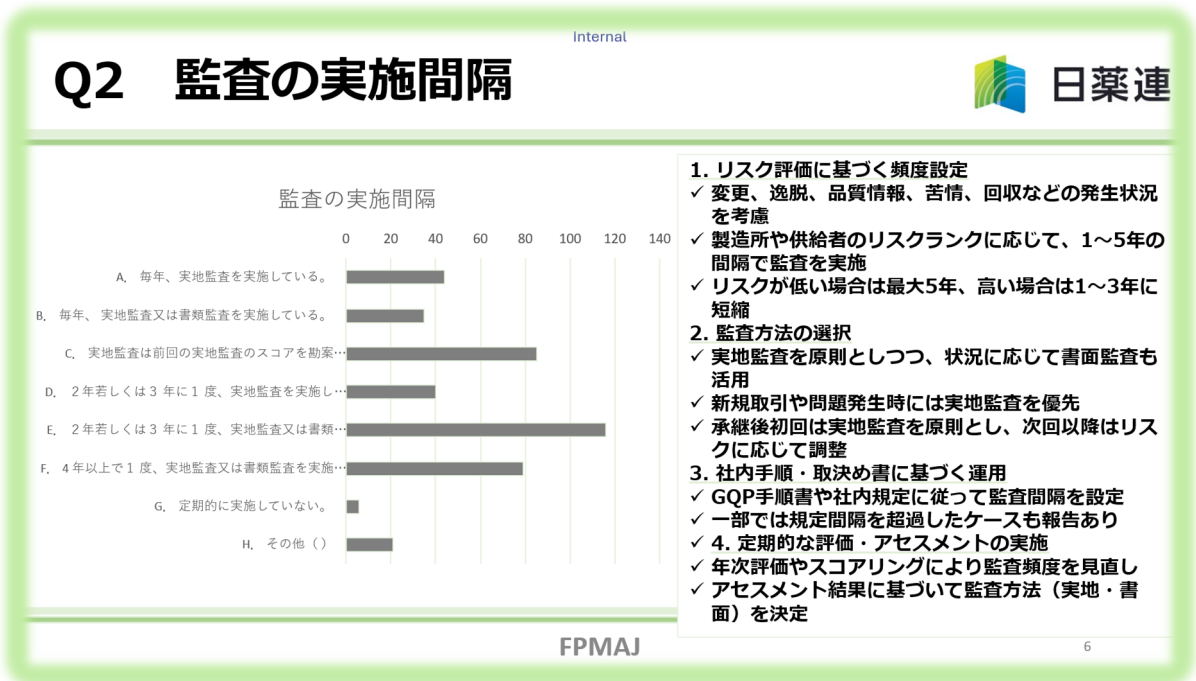 Internal
Q2　監査の実施間隔
日薬連
監査の実施間隔
0 20 40 60 80 100 120 140
A.　毎年、実地監査を実施している。
B.　毎年、 実地監査又は書類監査を実施している。
C.　実地監査は前回の実地監査のスコアを勘案…
D.　２年若しくは３ 年に１ 度、実地監査を実施し…
E.　２年若しくは３ 年に１ 度、実地監査又は書類…
F.　４年以上で１ 度、実地監査又は書類監査を実施…
G.　定期的に実施していない。
H.　その他（ ）
1. リスク評価に基づく頻度設定
✓ 変更、逸脱、品質情報、苦情、回収などの発生状況
を考慮
✓ 製造所や供給者のリスクランクに応じて、1～5年の
間隔で監査を実施
✓ リスクが低い場合は最大5年、高い場合は1～3年に
短縮
2. 監査方法の選択
✓ 実地監査を原則としつつ、状況に応じて書面監査も
活用
✓ 新規取引や問題発生時には実地監査を優先
✓ 承継後初回は実地監査を原則とし、次回以降はリス
クに応じて調整
3. 社内手順・取決め書に基づく運用
✓ GQP手順書や社内規定に従って監査間隔を設定
✓ 一部では規定間隔を超過したケースも報告あり
✓ 4. 定期的な評価・アセスメントの実施
✓ 年次評価やスコアリングにより監査頻度を見直し
✓ アセスメント結果に基づいて監査方法（実地・書
面）を決定
FPMAJ
6